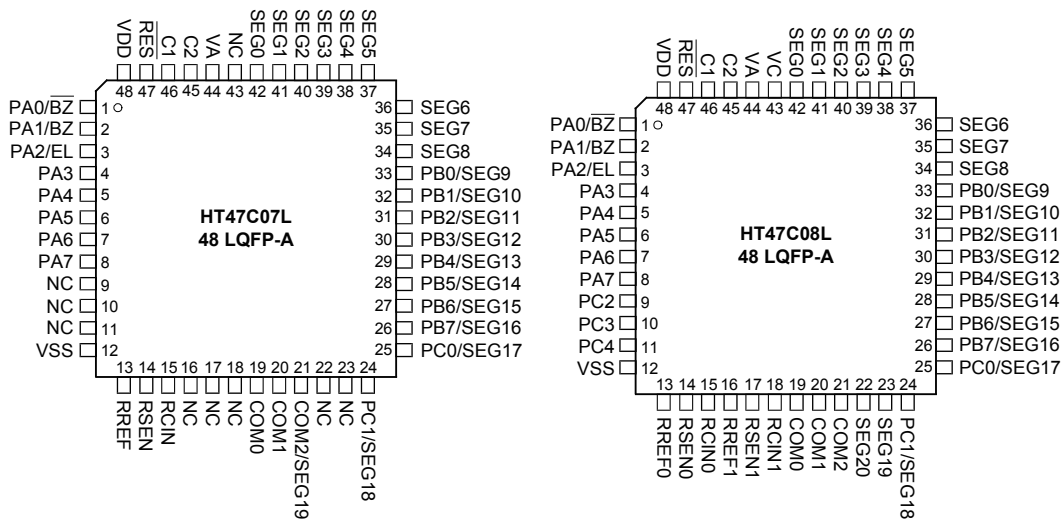 VDD
RES
C1
C2
VA
NC
SEG0
SEG1
SEG2
SEG3
SEG4
SEG5
48 47 46 45 44 43 42 41 40 39 38 37
PA0/BZ 1
PA1/BZ 2
PA2/EL 3
PA3 4
PA4 5
PA5 6
PA6 7
PA7 8
NC 9
NC 10
NC 11
VSS 12
HT47C07L
48 LQFP-A
36 SEG6
35 SEG7
34 SEG8
33 PB0/SEG9
32 PB1/SEG10
31 PB2/SEG11
30 PB3/SEG12
29 PB4/SEG13
28 PB5/SEG14
27 PB6/SEG15
26 PB7/SEG16
25 PC0/SEG17
13 14 15 16 17 18 19 20 21 22 23 24
RREF
RSEN
RCIN
NC
NC
NC
COM0
COM1
COM2/SEG19
NC
NC
PC1/SEG18
VDD
RES
C1
C2
VA
VC
SEG0
SEG1
SEG2
SEG3
SEG4
SEG5
48 47 46 45 44 43 42 41 40 39 38 37
PA0/BZ 1
PA1/BZ 2
PA2/EL 3
PA3 4
PA4 5
PA5 6
PA6 7
PA7 8
PC2 9
PC3 10
PC4 11
VSS 12
HT47C08L
48 LQFP-A
36 SEG6
35 SEG7
34 SEG8
33 PB0/SEG9
32 PB1/SEG10
31 PB2/SEG11
30 PB3/SEG12
29 PB4/SEG13
28 PB5/SEG14
27 PB6/SEG15
26 PB7/SEG16
25 PC0/SEG17
13 14 15 16 17 18 19 20 21 22 23 24
RREF0
RSEN0
RCIN0
RREF1
RSEN1
RCIN1
COM0
COM1
COM2
SEG20
SEG19
PC1/SEG18